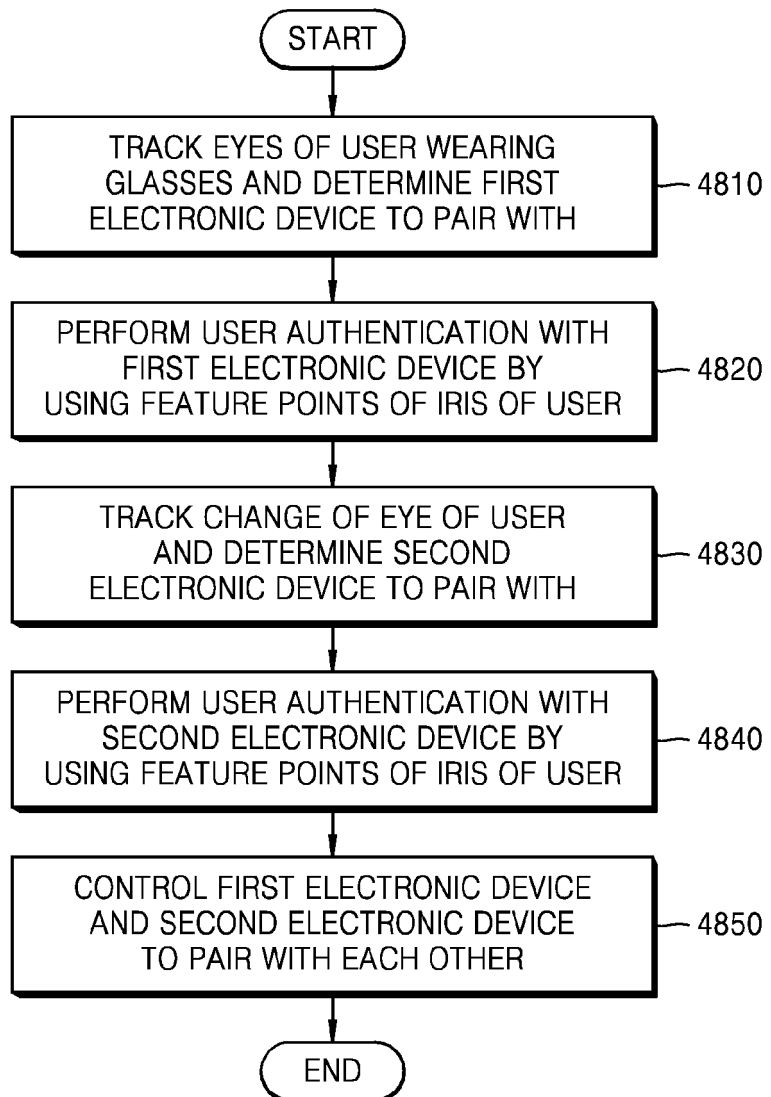 START
TRACK EYES OF USER WEARING
GLASSES AND DETERMINE FIRST
ELECTRONIC DEVICE TO PAIR WITH
4810
PERFORM USER AUTHENTICATION WITH
FIRST ELECTRONIC DEVICE BY
USING FEATURE POINTS OF IRIS OF USER
4820
TRACK CHANGE OF EYE OF USER
AND DETERMINE SECOND
ELECTRONIC DEVICE TO PAIR WITH
4830
PERFORM USER AUTHENTICATION WITH
SECOND ELECTRONIC DEVICE BY
USING FEATURE POINTS OF IRIS OF USER
4840
CONTROL FIRST ELECTRONIC DEVICE
AND SECOND ELECTRONIC DEVICE
TO PAIR WITH EACH OTHER
4850
END